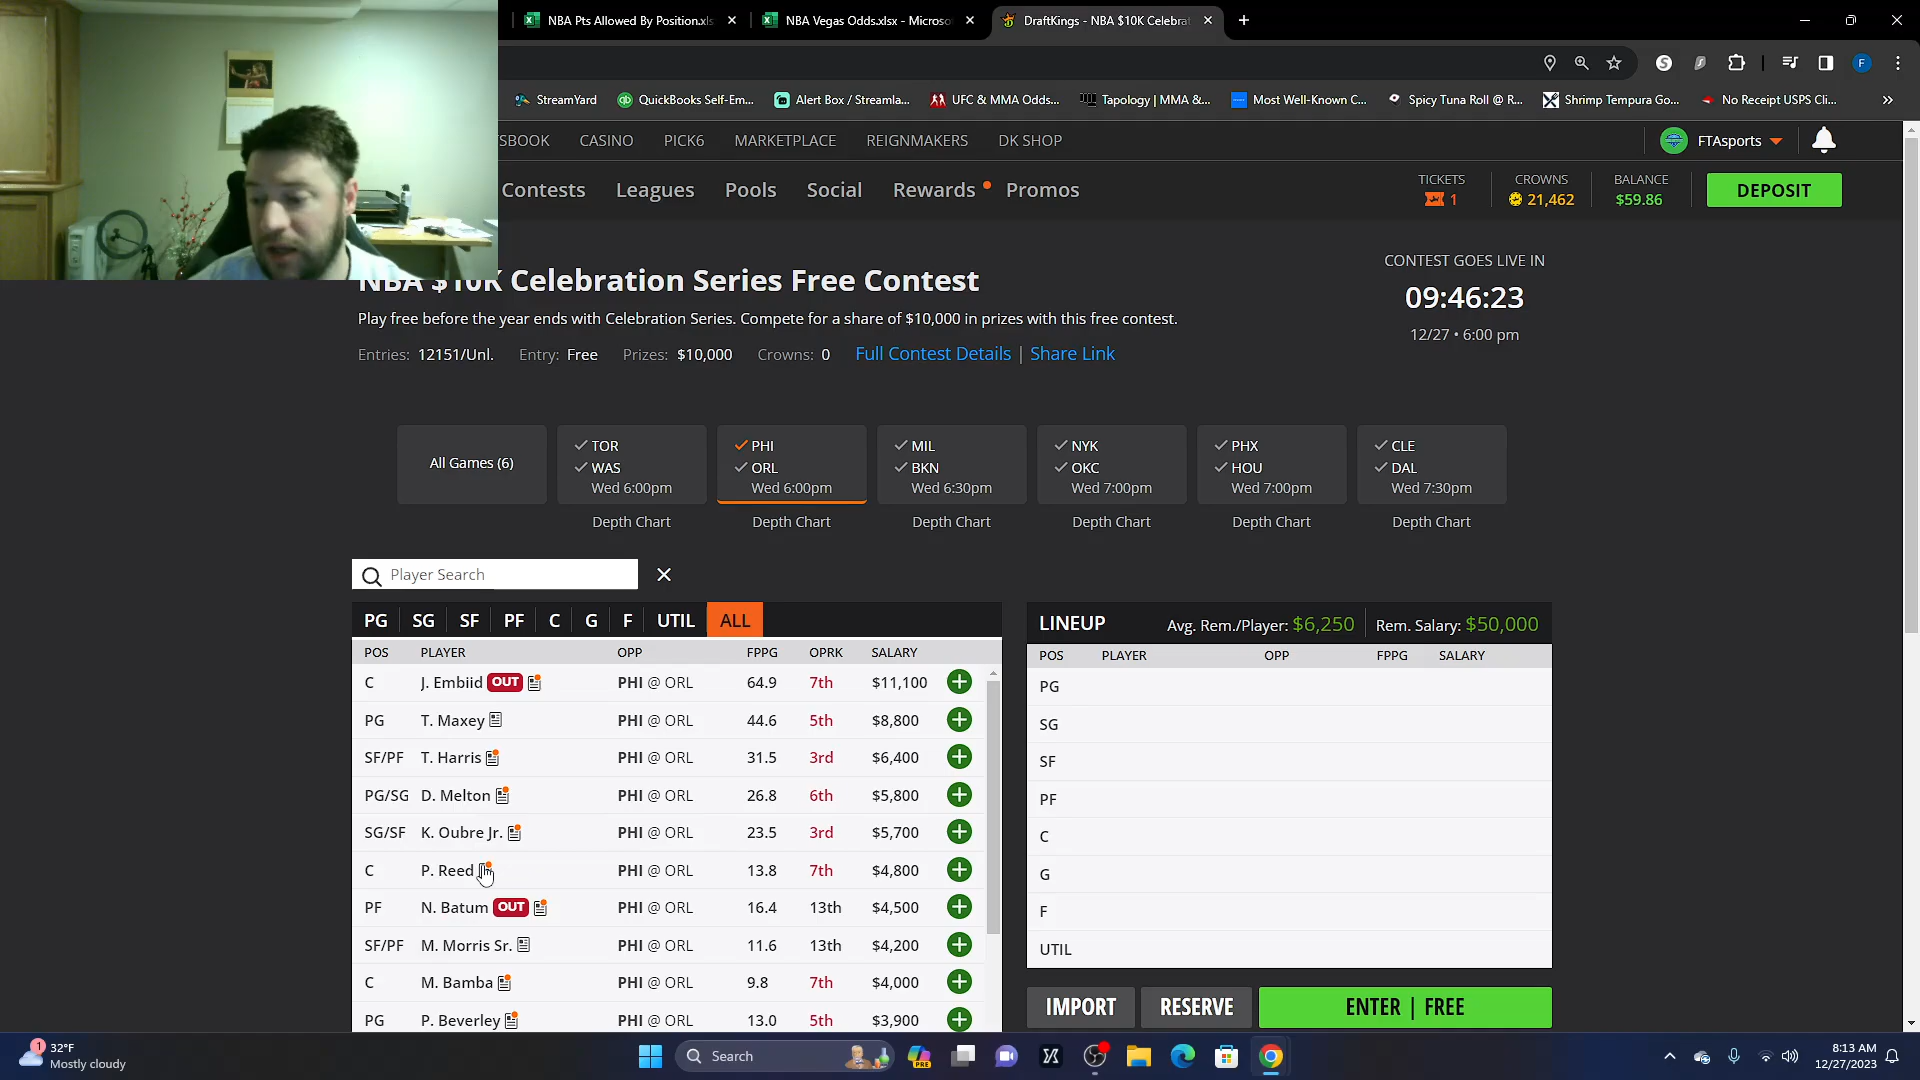 NBA Pts Allowed By Position.xls
NBA Vegas Odds.xlsx - Microso
DraftKings - NBA $10K Celebrat
StreamYard
QuickBooks Self-Em...
Alert Box / Streamla...
UFC & MMA Odds...
Tapology | MMA &...
Most Well-Known C...
Spicy Tuna Roll @ R...
Shrimp Tempura Go...
No Receipt USPS Cli...
SBOOK CASINO PICK6 MARKETPLACE REIGNMAKERS DK SHOP
FTAsports
Contests Leagues Pools Social Rewards Promos
TICKETS 1
CROWNS 21,462
BALANCE $59.86
DEPOSIT
NBA $10K Celebration Series Free Contest
Play free before the year ends with Celebration Series. Compete for a share of $10,000 in prizes with this free contest.
Entries: 12151/Unl. Entry: Free Prizes: $10,000 Crowns: 0 Full Contest Details | Share Link
CONTEST GOES LIVE IN
09:46:23
12/27 • 6:00 pm
All Games (6)
TOR
WAS
Wed 6:00pm
Depth Chart
PHI
ORL
Wed 6:00pm
Depth Chart
MIL
BKN
Wed 6:30pm
Depth Chart
NYK
OKC
Wed 7:00pm
Depth Chart
PHX
HOU
Wed 7:00pm
Depth Chart
CLE
DAL
Wed 7:30pm
Depth Chart
Player Search
PG SG SF PF C G F UTIL ALL
POS PLAYER OPP FPPG OPRK SALARY
C J. Embiid OUT PHI @ ORL 64.9 7th $11,100
PG T. Maxey PHI @ ORL 44.6 5th $8,800
SF/PF T. Harris PHI @ ORL 31.5 3rd $6,400
PG/SG D. Melton PHI @ ORL 26.8 6th $5,800
SG/SF K. Oubre Jr. PHI @ ORL 23.5 3rd $5,700
C P. Reed PHI @ ORL 13.8 7th $4,800
PF N. Batum OUT PHI @ ORL 16.4 13th $4,500
SF/PF M. Morris Sr. PHI @ ORL 11.6 13th $4,200
C M. Bamba PHI @ ORL 9.8 7th $4,000
PG P. Beverley PHI @ ORL 13.0 5th $3,900
LINEUP Avg. Rem./Player: $6,250 Rem. Salary: $50,000
POS PLAYER OPP FPPG SALARY
PG
SG
SF
PF
C
G
F
UTIL
IMPORT RESERVE ENTER | FREE
1
32°F
Mostly cloudy
Search
PRE
8:13 AM
12/27/2023